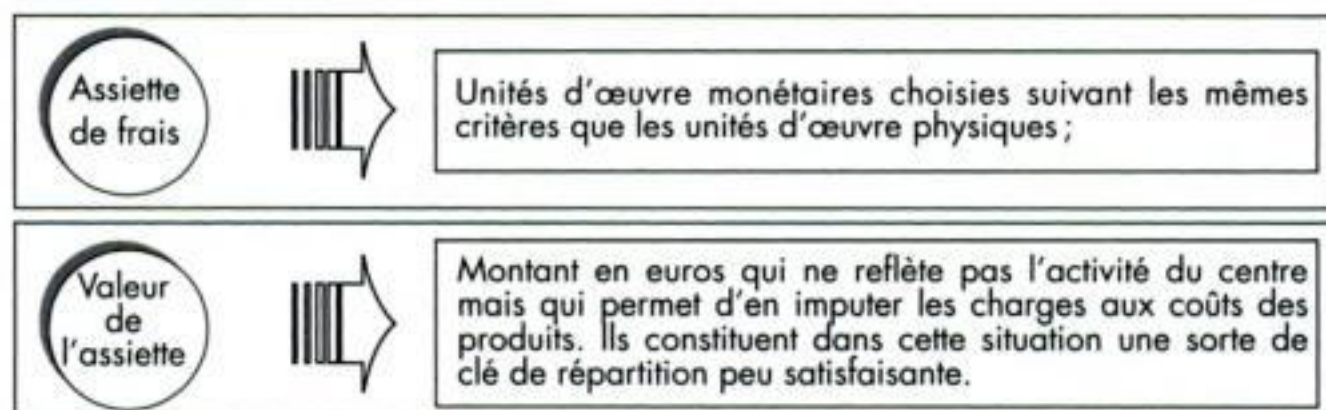 Assiette
de frais
Unités d'œuvre monétaires choisies suivant les mêmes
critères que les unités d'œuvre physiques ;
Valeur
de
l'assiette
Montant en euros qui ne reflète pas l'activité du centre
mais qui permet d'en imputer les charges aux coûts des
produits. Ils constituent dans cette situation une sorte de
clé de répartition peu satisfaisante.